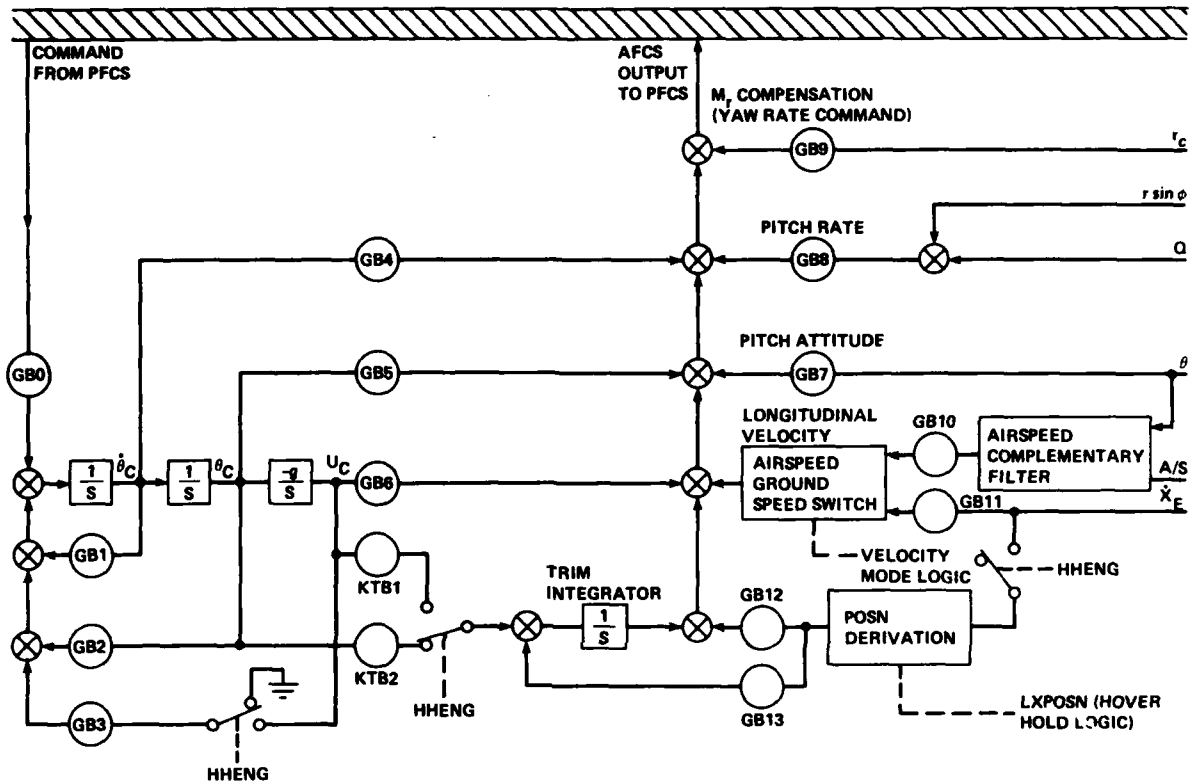 COMMAND
FROM PFCS
AFCS
OUTPUT
TO PFCS
M_r COMPENSATION
(YAW RATE COMMAND)
GB9
r_C
r sin ϕ
PITCH RATE
GB4
GB8
Q
GB0
PITCH ATTITUDE
GB5
GB7
θ
LONGITUDINAL
VELOCITY
GB10
AIRSPEED
COMPLEMENTARY
FILTER
A/S
1/S
θ̇_C
1/S
θ_C
-g/S
U_C
GB6
AIRSPEED
GROUND
SPEED SWITCH
GB11
Ẋ_E
GB1
KTB1
VELOCITY
MODE LOGIC
HHENG
TRIM
INTEGRATOR
1/S
GB12
POSN
DERIVATION
GB2
KTB2
HHENG
GB13
GB3
HHENG
LXPOSN (HOVER
HOLD LOGIC)